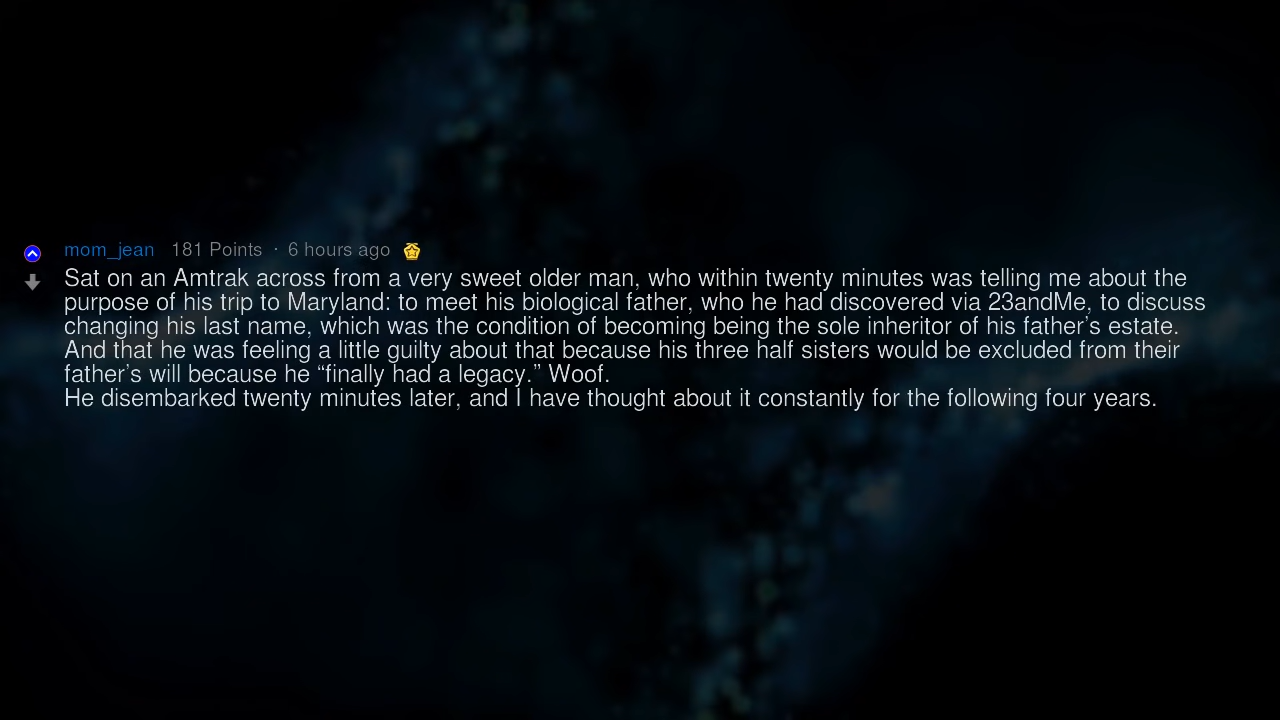 mom_jean 181 Points · 6 hours ago
Sat on an Amtrak across from a very sweet older man, who within twenty minutes was telling me about the
purpose of his trip to Maryland: to meet his biological father, who he had discovered via 23andMe, to discuss
changing his last name, which was the condition of becoming being the sole inheritor of his father’s estate.
And that he was feeling a little guilty about that because his three half sisters would be excluded from their
father’s will because he “finally had a legacy.” Woof.
He disembarked twenty minutes later, and I have thought about it constantly for the following four years.